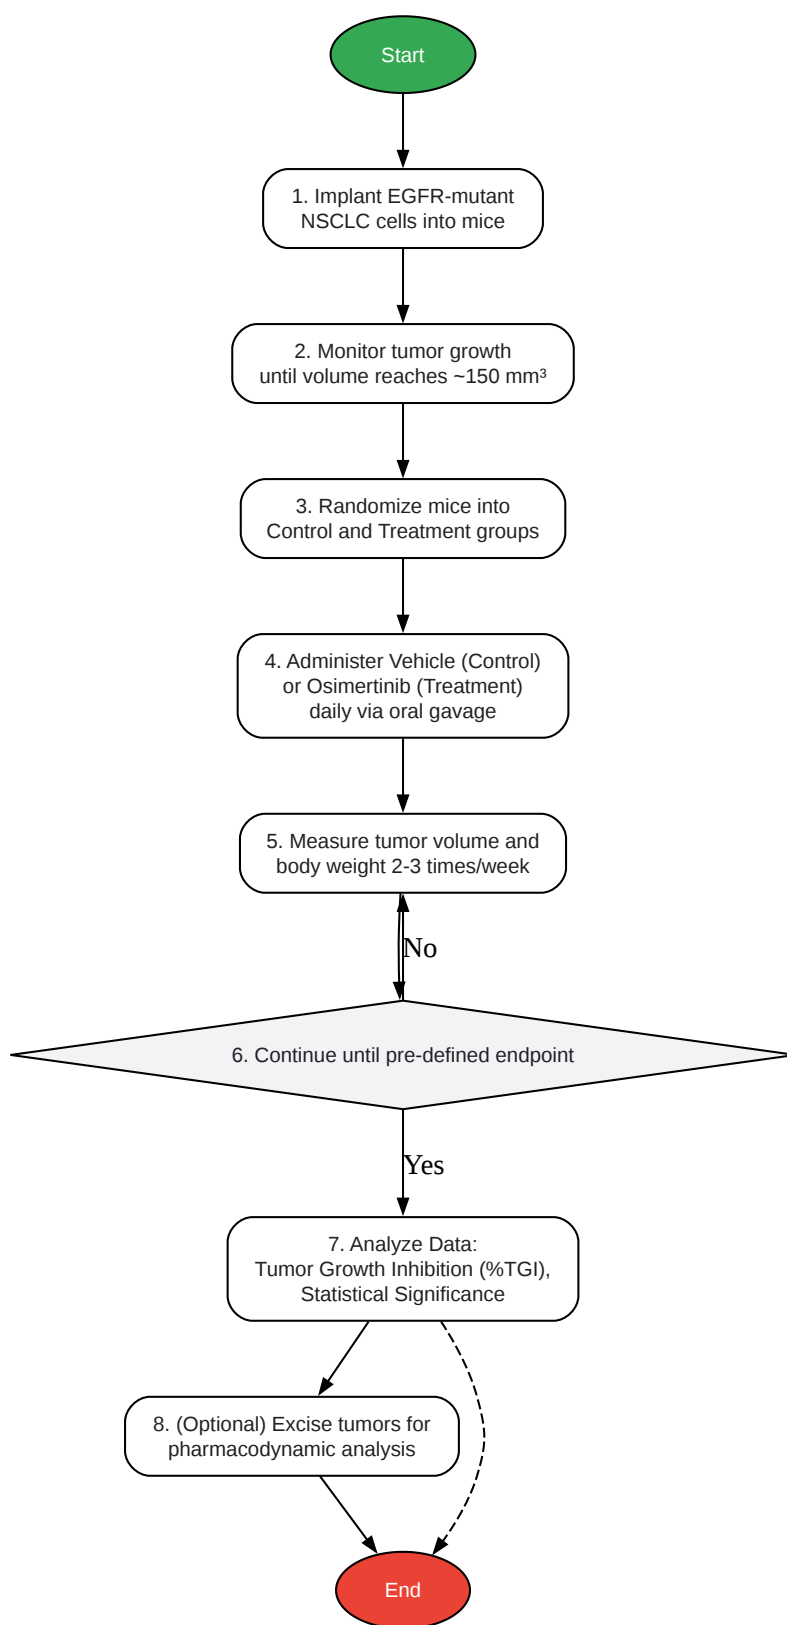 Start
1. Implant EGFR-mutant
NSCLC cells into mice
2. Monitor tumor growth
until volume reaches ~150 mm³
3. Randomize mice into
Control and Treatment groups
4. Administer Vehicle (Control)
or Osimertinib (Treatment)
daily via oral gavage
5. Measure tumor volume and
body weight 2-3 times/week
No
6. Continue until pre-defined endpoint
Yes
7. Analyze Data:
Tumor Growth Inhibition (%TGI),
Statistical Significance
8. (Optional) Excise tumors for
pharmacodynamic analysis
End